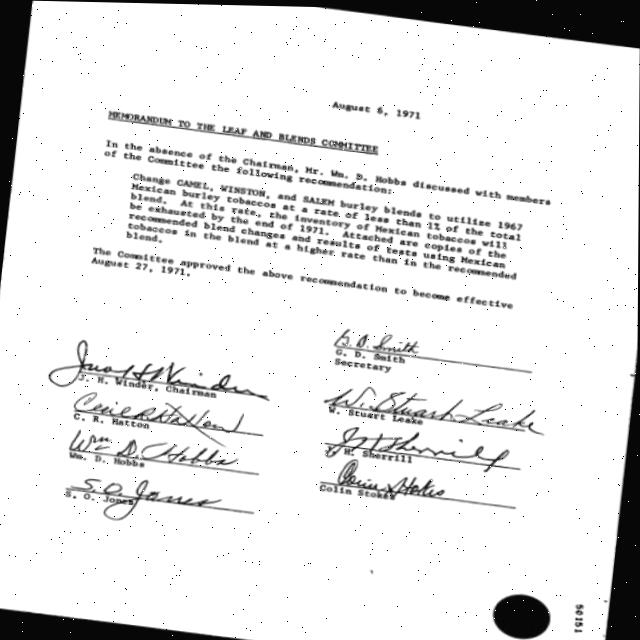 August 6, 1971
MEMORANDUM TO THE LEAF AND BLENDS COMMITTEE
In the absence of the Chairman, Mr. Wm. D. Hobbs discussed with members
of the Committee the following recommendation:
Change CAMEL, WINSTON, and SALEM burley blends to utilize 1967
Mexican burley tobaccos at a rate of less than 1% of the total
blend. At this rate, the inventory of Mexican tobaccos will
be exhausted by the end of 1971. Attached are copies of the
recommended blend changes and results of tests using Mexican
tobaccos in the blend at a higher rate than in the recommended
blend.
The Committee approved the above recommendation to become effective
August 27, 1971.
G. D. Smith
G. D. Smith
Secretary
Jno H Winder
J. H. Winder, Chairman
W. Stuart Leake
W. Stuart Leake
Cecil R Hatton
C. R. Hatton
J H Sherrill
J. H. Sherrill
Wm D. Hobbs
Wm. D. Hobbs
Colin Stokes
Colin Stokes
S. O. Jones
S. O. Jones
50151